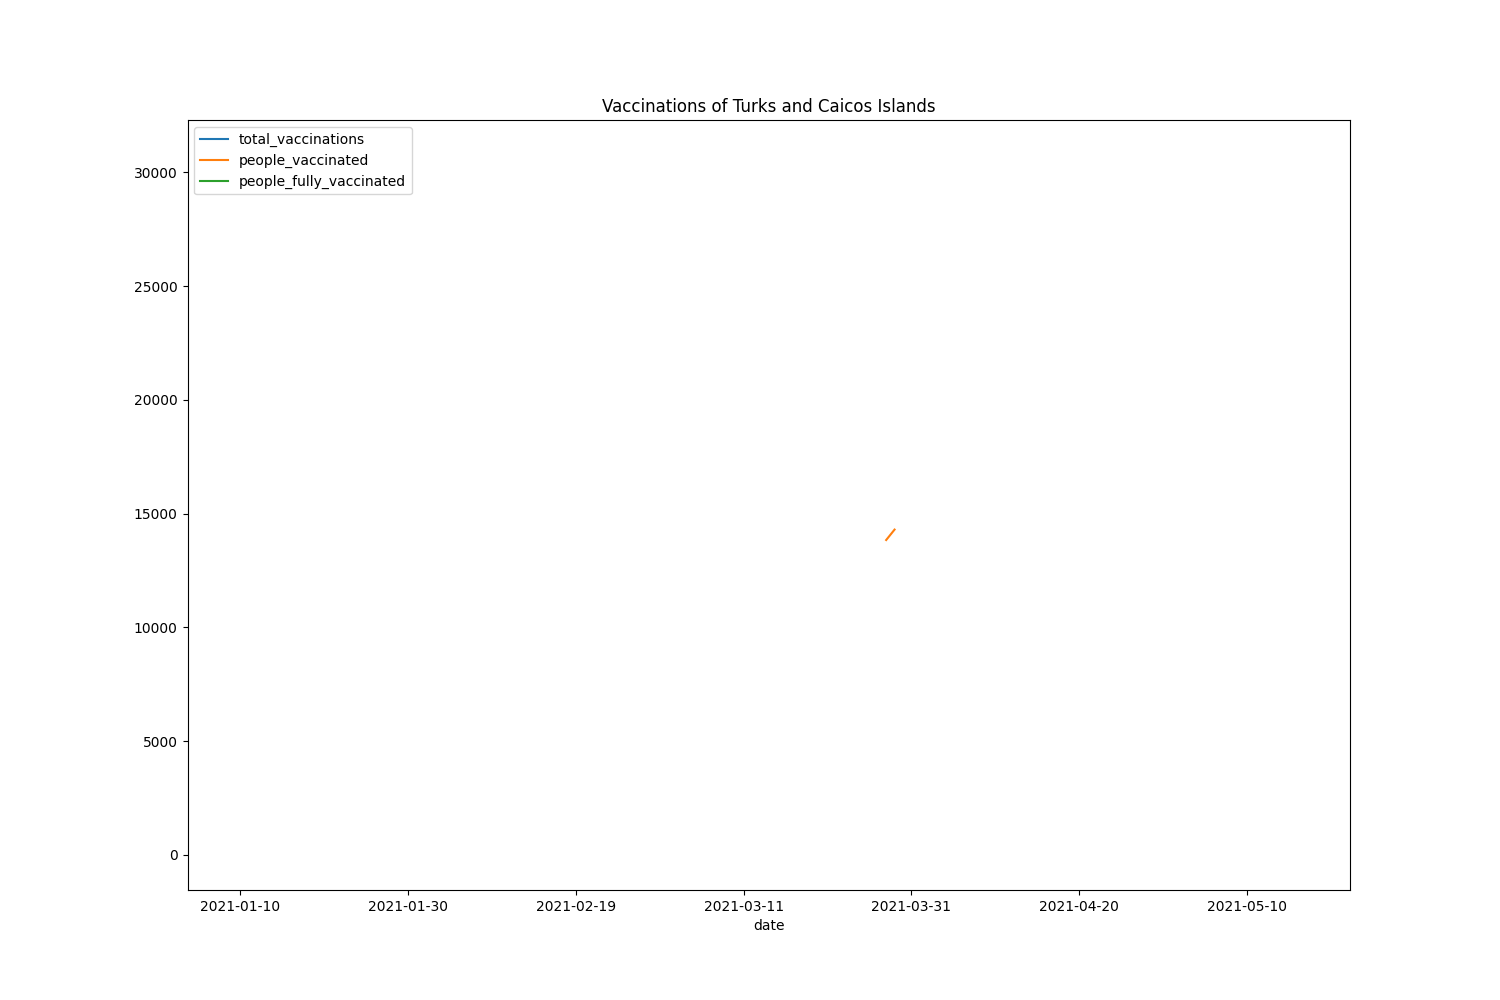 Vaccinations of Turks and Caicos Islands
total_vaccinations
people_vaccinated
people_fully_vaccinated
30000
25000
20000
15000
10000
5000
0
2021-01-10 2021-01-30 2021-02-19 2021-03-11 2021-03-31 2021-04-20 2021-05-10
date